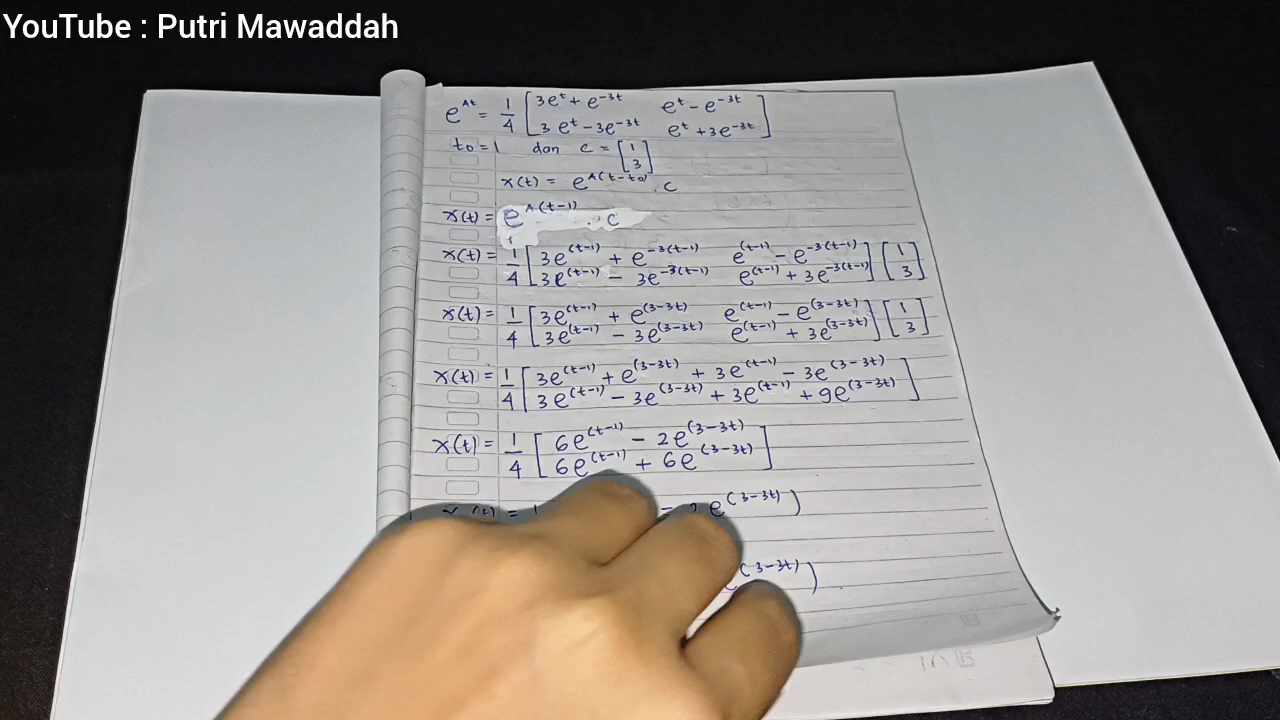 YouTube : Putri Mawaddah
e^{At} = 1/4 [ 3e^t + e^{-3t}   e^t - e^{-3t}
3e^t - 3e^{-3t}   e^t + 3e^{-3t} ]
t0 = 1 dan c = [ 1
3 ]
x(t) = e^{A(t-t0)} . c
x(t) = e^{A(t-1)} . c
x(t) = 1/4 [ 3e^{(t-1)} + e^{-3(t-1)}   e^{(t-1)} - e^{-3(t-1)} ] [ 1
3e^{(t-1)} - 3e^{-3(t-1)}   e^{(t-1)} + 3e^{-3(t-1)} ] 3 ]
x(t) = 1/4 [ 3e^{(t-1)} + e^{(3-3t)}   e^{(t-1)} - e^{(3-3t)} ] [ 1
3e^{(t-1)} - 3e^{(3-3t)}   e^{(t-1)} + 3e^{(3-3t)} ] 3 ]
x(t) = 1/4 [ 3e^{(t-1)} + e^{(3-3t)} + 3e^{(t-1)} - 3e^{(3-3t)}
3e^{(t-1)} - 3e^{(3-3t)} + 3e^{(t-1)} + 9e^{(3-3t)} ]
x(t) = 1/4 [ 6e^{(t-1)} - 2e^{(3-3t)}
6e^{(t-1)} + 6e^{(3-3t)} ]
e^{(3-3t)} )
(3-3t) )